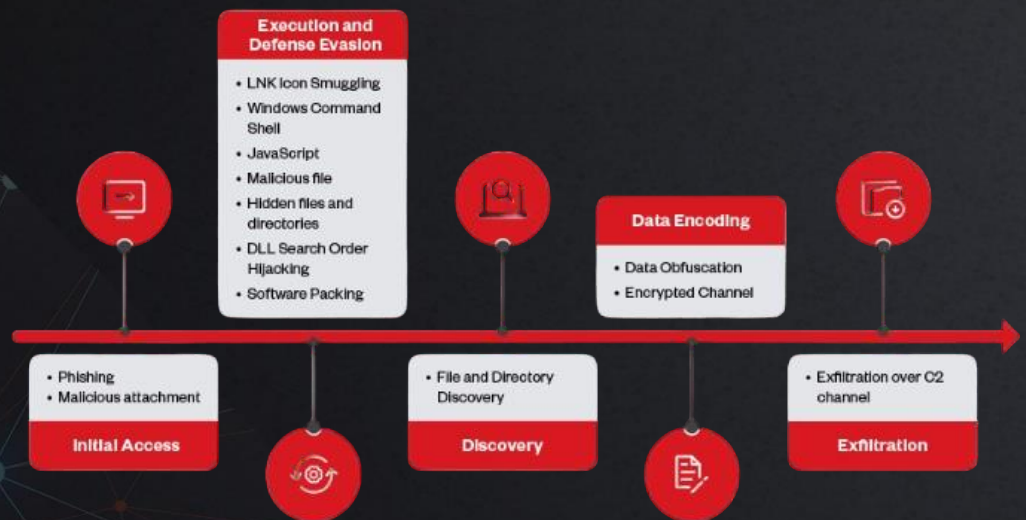 Execution and
Defense Evasion
• LNK Icon Smuggling
• Windows Command
Shell
• JavaScript
• Malicious file
• Hidden files and
directories
• DLL Search Order
Hijacking
• Software Packing
Data Encoding
• Data Obfuscation
• Encrypted Channel
• Phishing
• Malicious attachment
Initial Access
• File and Directory
Discovery
Discovery
• Exfiltration over C2
channel
Exfiltration